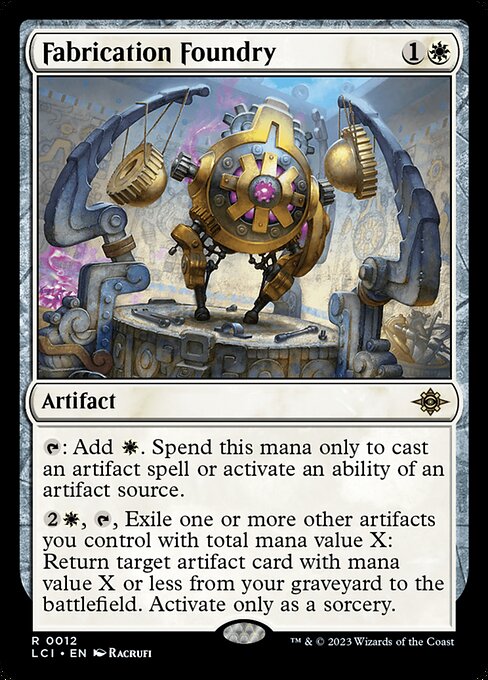 Fabrication Foundry 1
Artifact
: Add . Spend this mana only to cast
an artifact spell or activate an ability of an
artifact source.
2 , , Exile one or more other artifacts
you control with total mana value X:
Return target artifact card with mana
value X or less from your graveyard to the
battlefield. Activate only as a sorcery.
R 0012
LCI • EN Racrufi
™ & © 2023 Wizards of the Coast